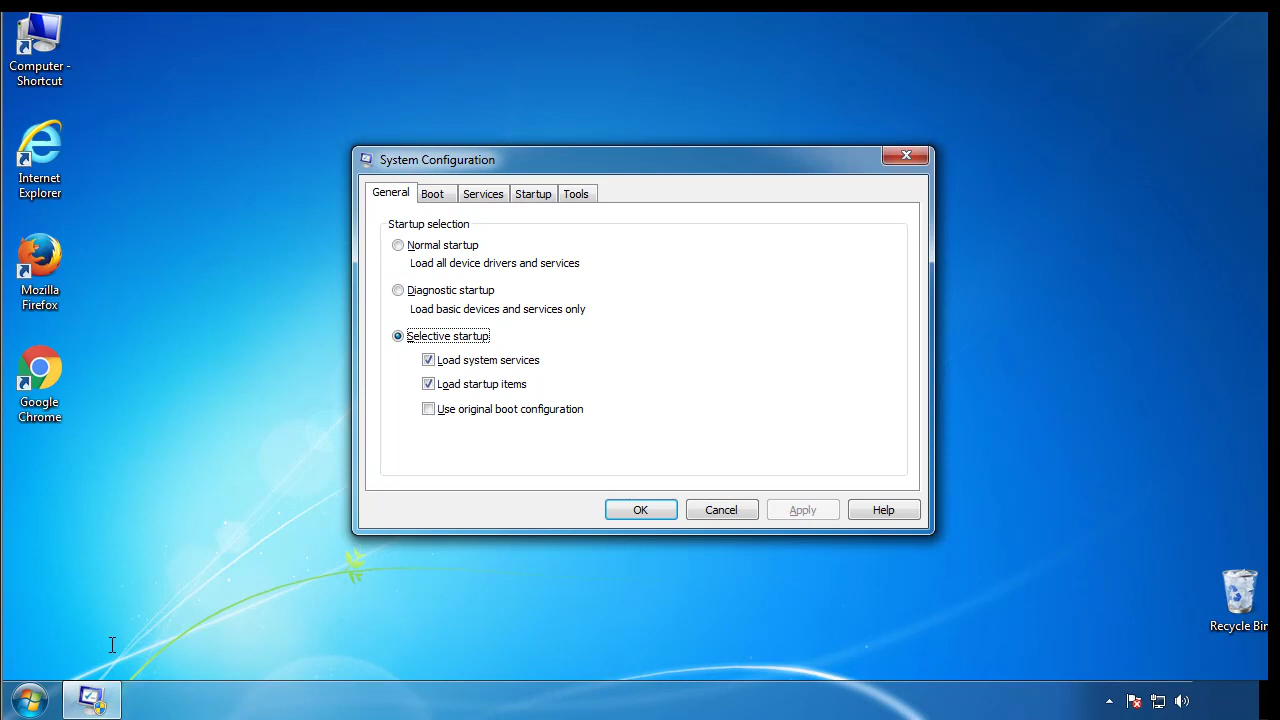 Computer -
Shortcut
Internet
Explorer
Mozilla
Firefox
Google
Chrome
System Configuration
General Boot Services Startup Tools
Startup selection
Normal startup
Load all device drivers and services
Diagnostic startup
Load basic devices and services only
Selective startup
Load system services
Load startup items
Use original boot configuration
OK Cancel Apply Help
Recycle Bin